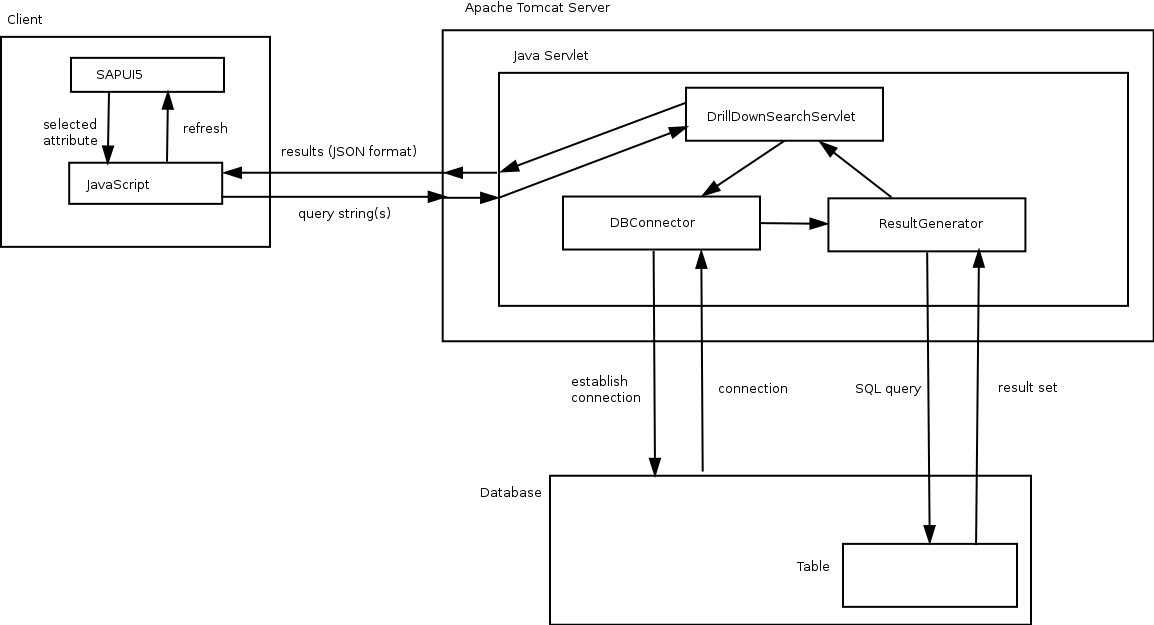 Apache Tomcat Server
Client
Java Servlet
SAPUI5
DrillDownSearchServlet
selected
attribute
refresh
results (JSON format)
JavaScript
query string(s)
DBConnector
ResultGenerator
establish
connection
connection
SQL query
result set
Database
Table